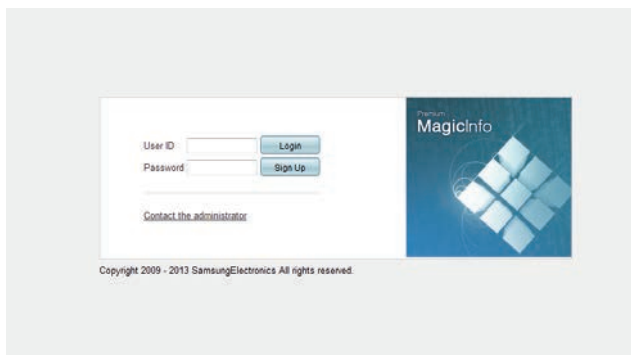 Premium
MagicInfo
User ID
Login
Password
Sign Up
Contact the administrator
Copyright 2009 - 2013 SamsungElectronics All rights reserved.